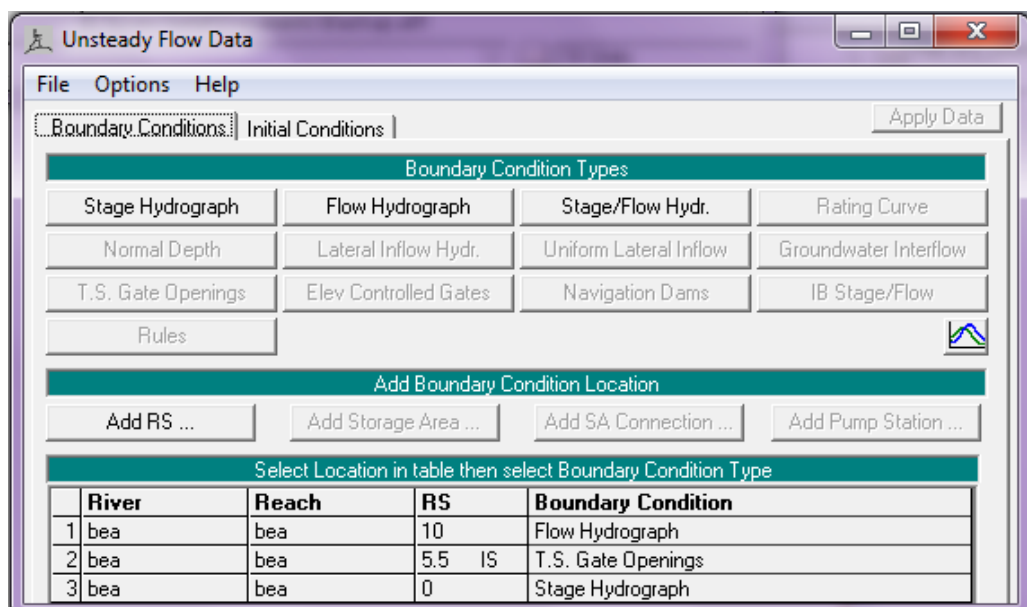 Unsteady Flow Data
File Options Help
Boundary Conditions Initial Conditions Apply Data
Boundary Condition Types
Stage Hydrograph Flow Hydrograph Stage/Flow Hydr. Rating Curve
Normal Depth Lateral Inflow Hydr. Uniform Lateral Inflow Groundwater Interflow
T.S. Gate Openings Elev Controlled Gates Navigation Dams IB Stage/Flow
Rules
Add Boundary Condition Location
Add RS ... Add Storage Area ... Add SA Connection ... Add Pump Station ...
Select Location in table then select Boundary Condition Type
River Reach RS Boundary Condition
1 bea bea 10 Flow Hydrograph
2 bea bea 5.5 IS T.S. Gate Openings
3 bea bea 0 Stage Hydrograph